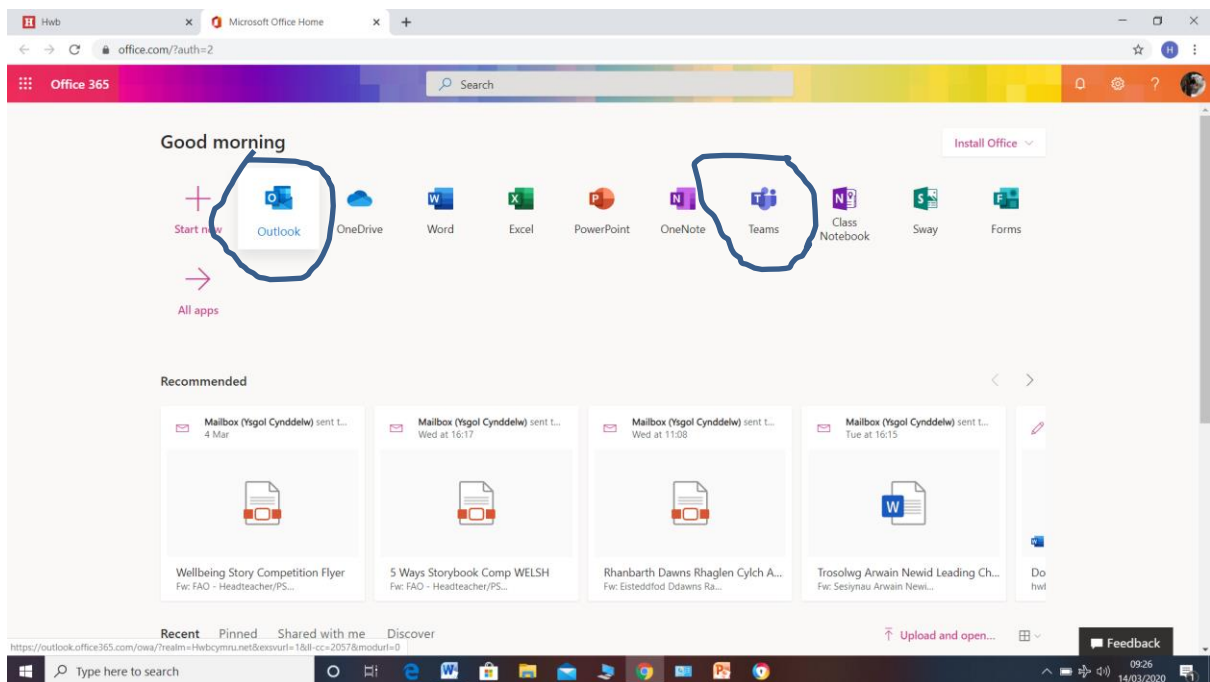 Hwb
Microsoft Office Home
office.com/?auth=2
H
Office 365
Search
Good morning
Install Office
Start new
Outlook
OneDrive
Word
Excel
PowerPoint
OneNote
Teams
Class Notebook
Sway
Forms
All apps
Recommended
Mailbox (Ysgol Cynddelw) sent t...
4 Mar
Wellbeing Story Competition Flyer
Fw: FAO - Headteacher/PS...
Mailbox (Ysgol Cynddelw) sent t...
Wed at 16:17
5 Ways Storybook Comp WELSH
Fw: FAO - Headteacher/PS...
Mailbox (Ysgol Cynddelw) sent t...
Wed at 11:08
Rhanbarth Dawns Rhaglen Cylch A...
Fw: Eisteddfod Ddawns Ra...
Mailbox (Ysgol Cynddelw) sent t...
Tue at 16:15
Trosolwg Arwain Newid Leading Ch...
Fw: Sesiynau Arwain Newi...
Do
hwl
Recent Pinned Shared with me Discover
Upload and open...
Feedback
https://outlook.office365.com/owa/?realm=Hwbcymru.net&exsvurl=1&ll-cc=2057&modurl=0
Type here to search
09:26
14/03/2020